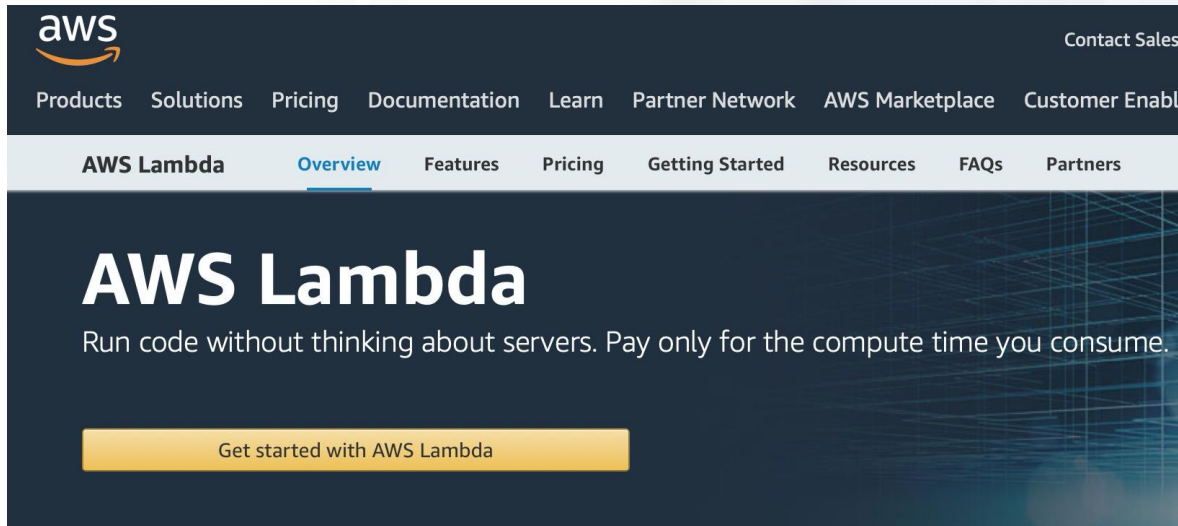 aws
Contact Sales
Products Solutions Pricing Documentation Learn Partner Network AWS Marketplace Customer Enabl
AWS Lambda Overview Features Pricing Getting Started Resources FAQs Partners
AWS Lambda
Run code without thinking about servers. Pay only for the compute time you consume.
Get started with AWS Lambda